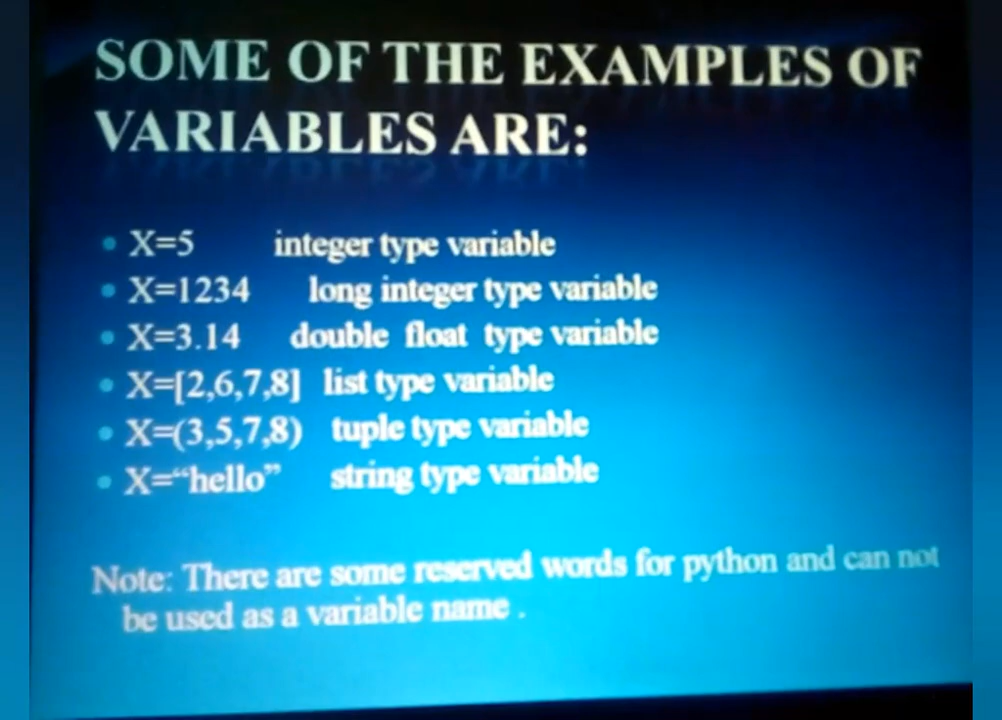 SOME OF THE EXAMPLES OF
VARIABLES ARE:
• X=5 integer type variable
• X=1234 long integer type variable
• X=3.14 double float type variable
• X=[2,6,7,8] list type variable
• X=(3,5,7,8) tuple type variable
• X=“hello” string type variable
Note: There are some reserved words for python and can not
be used as a variable name .